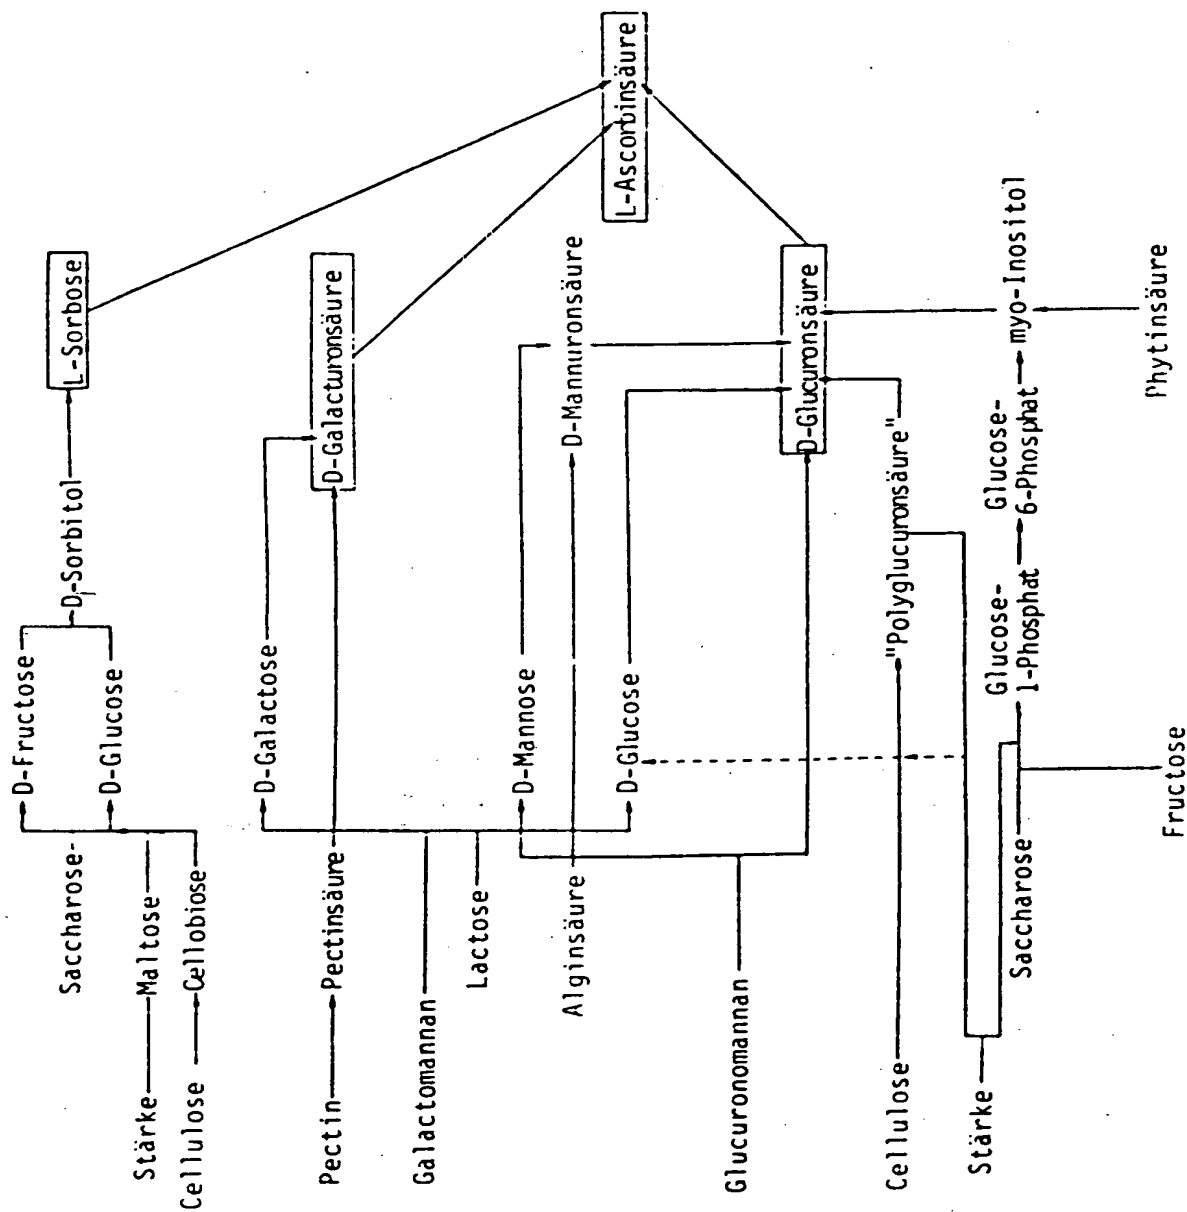 Saccharose
D-Fructose
D-Glucose
D-Sorbitol
L-Sorbose
Stärke
Maltose
Cellulose
Cellobiose
Pectin
Pectinsäure
D-Galactose
D-Galacturonsäure
Galactomannan
Lactose
D-Mannose
Alginsäure
D-Mannuronsäure
D-Glucose
L-Ascorbinsäure
Glucuronomannan
D-Glucuronsäure
Cellulose
"Polyglucuronsäure"
Stärke
Saccharose
Glucose-
1-Phosphat
Glucose-
6-Phosphat
myo-Inositol
Fructose
Phytinsäure